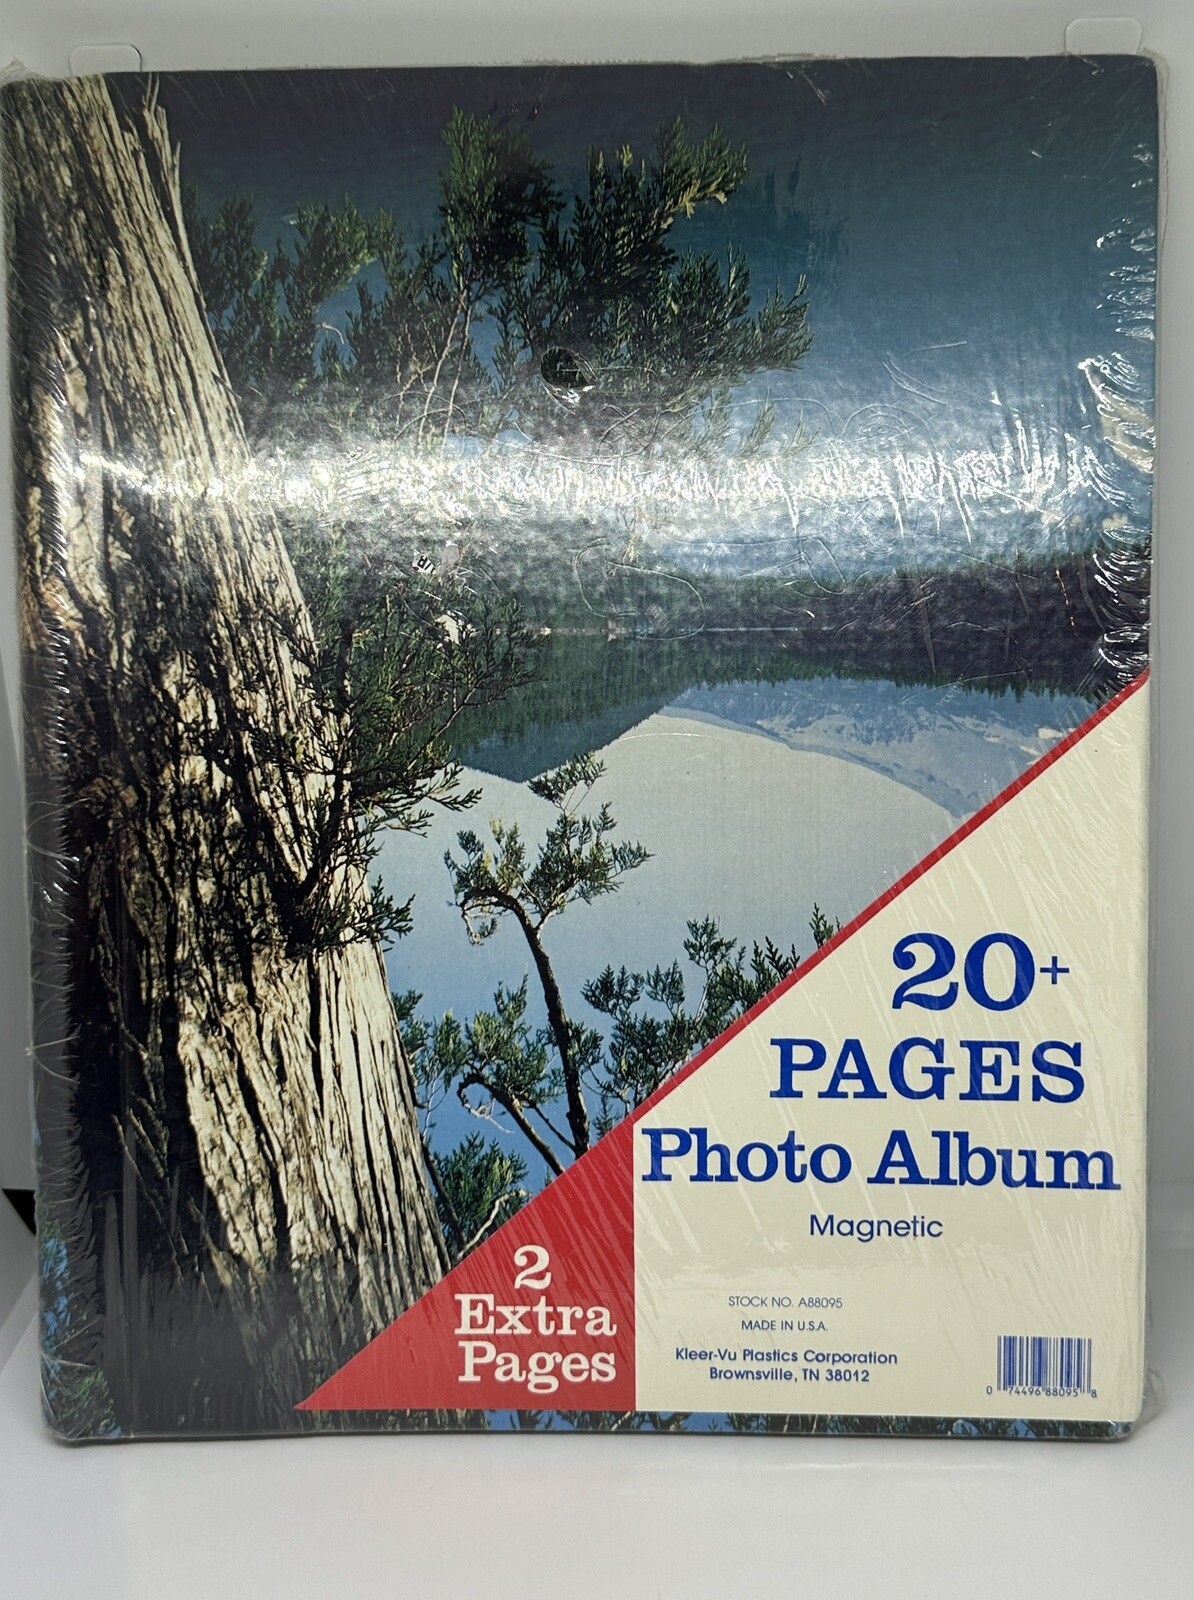 20+
PAGES
Photo Album
Magnetic
2
Extra
Pages
STOCK NO. A88095
MADE IN U.S.A.
Kleer-Vu Plastics Corporation
Brownsville, TN 38012
0 74496 88095 8